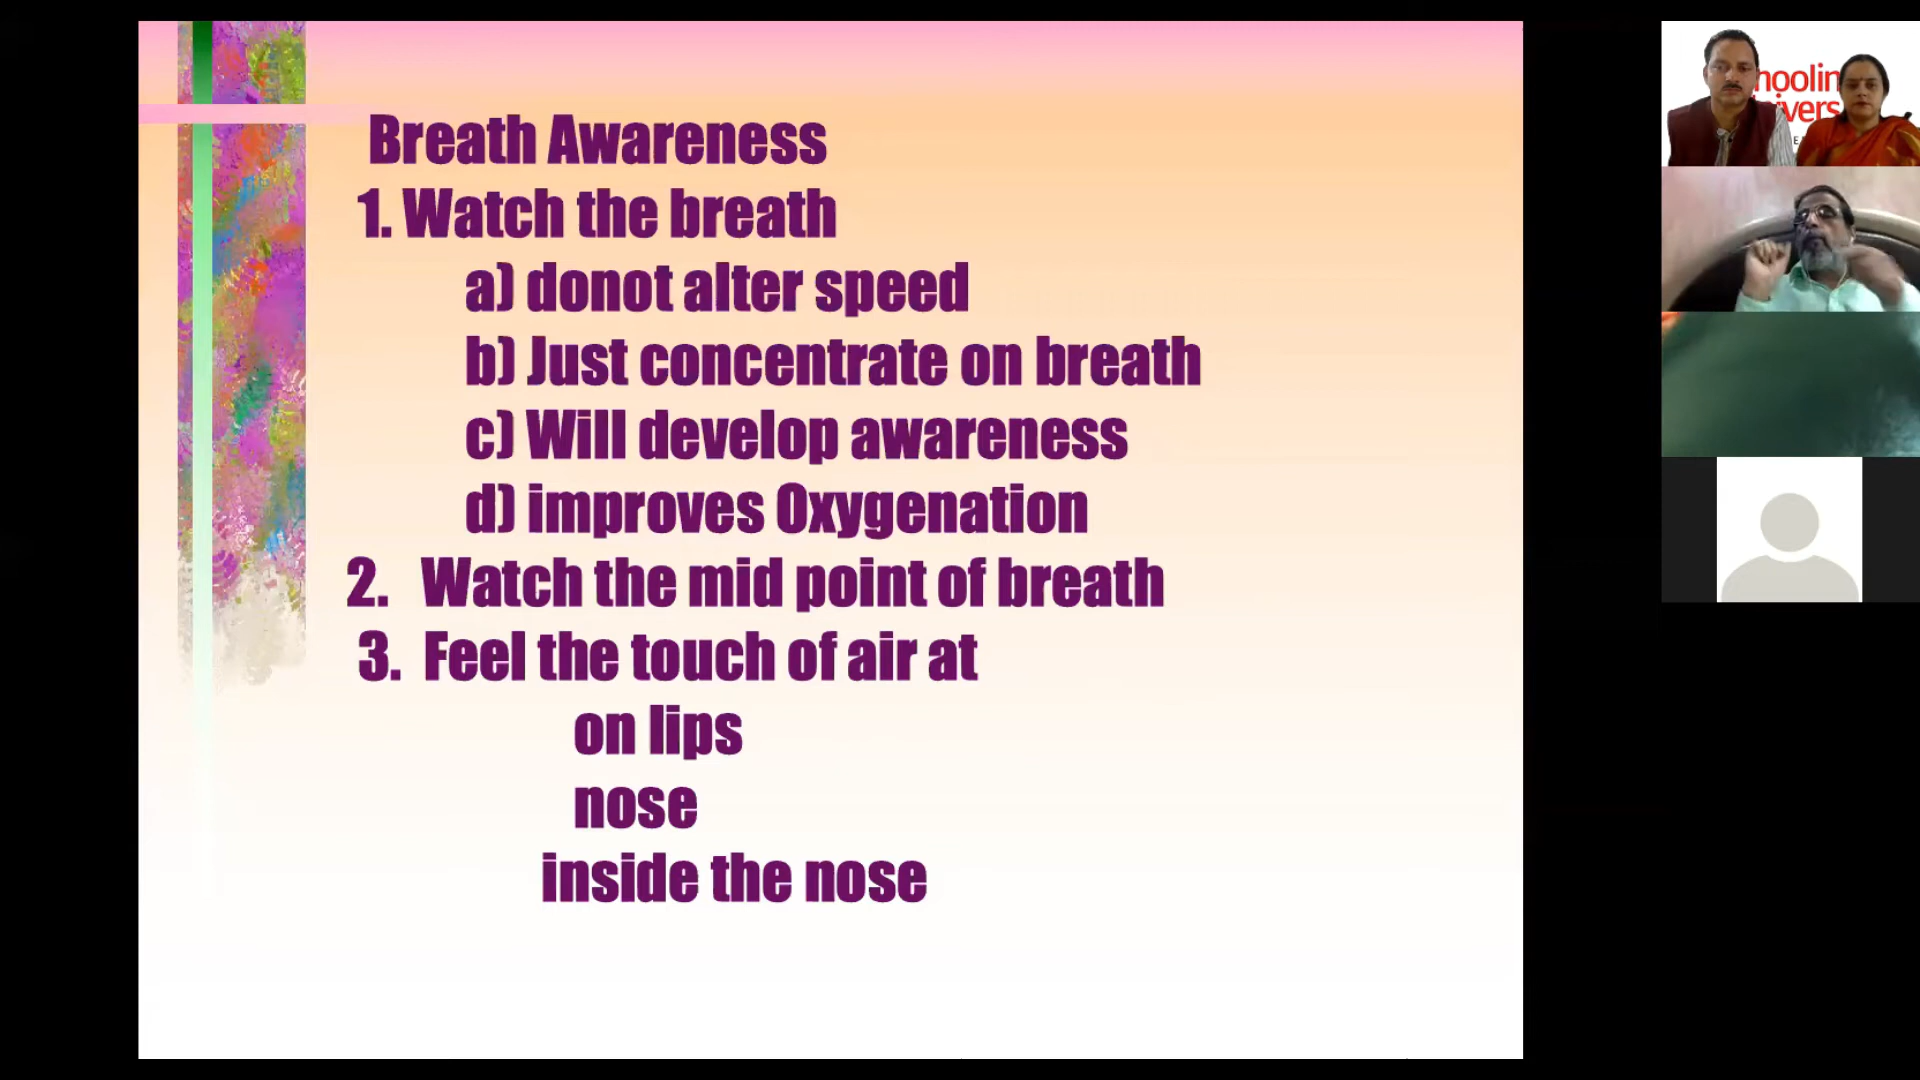 Breath Awareness
1. Watch the breath
a) donot alter speed
b) Just concentrate on breath
c) Will develop awareness
d) improves Oxygenation
2. Watch the mid point of breath
3. Feel the touch of air at
on lips
nose
inside the nose
hoolin
ivers